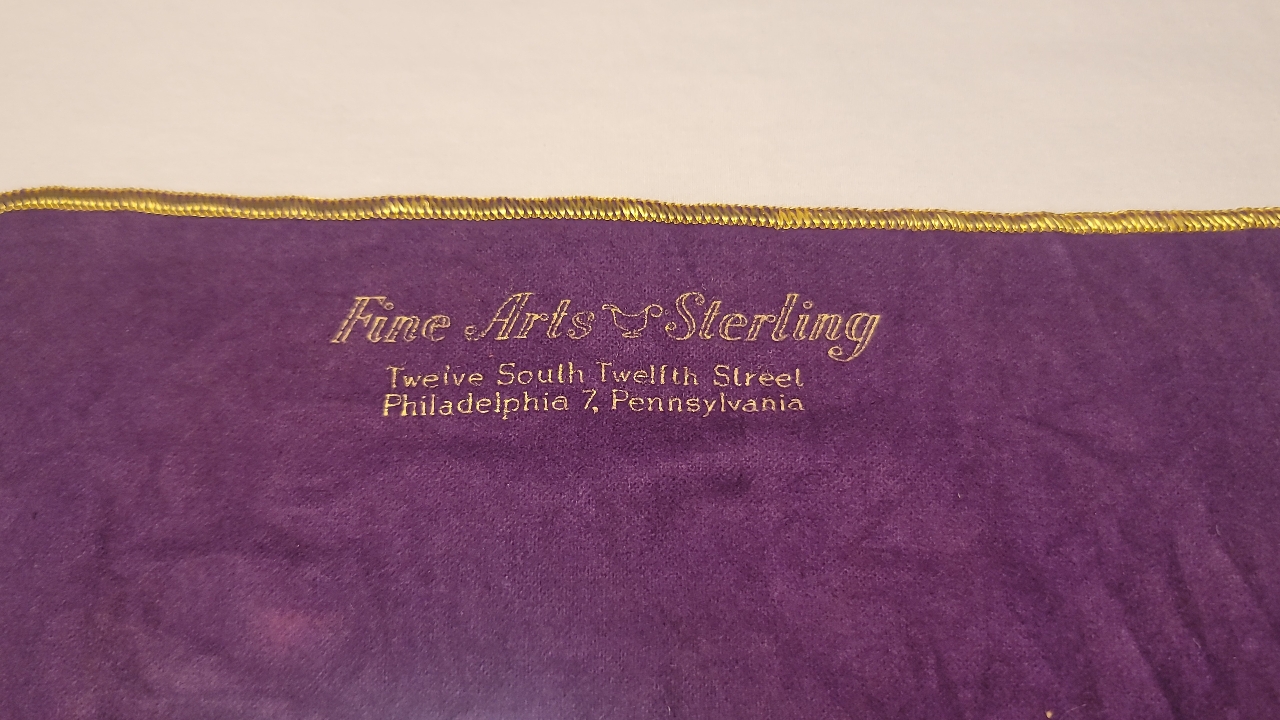 Fine Arts Sterling
Twelve South Twelfth Street
Philadelphia 7, Pennsylvania